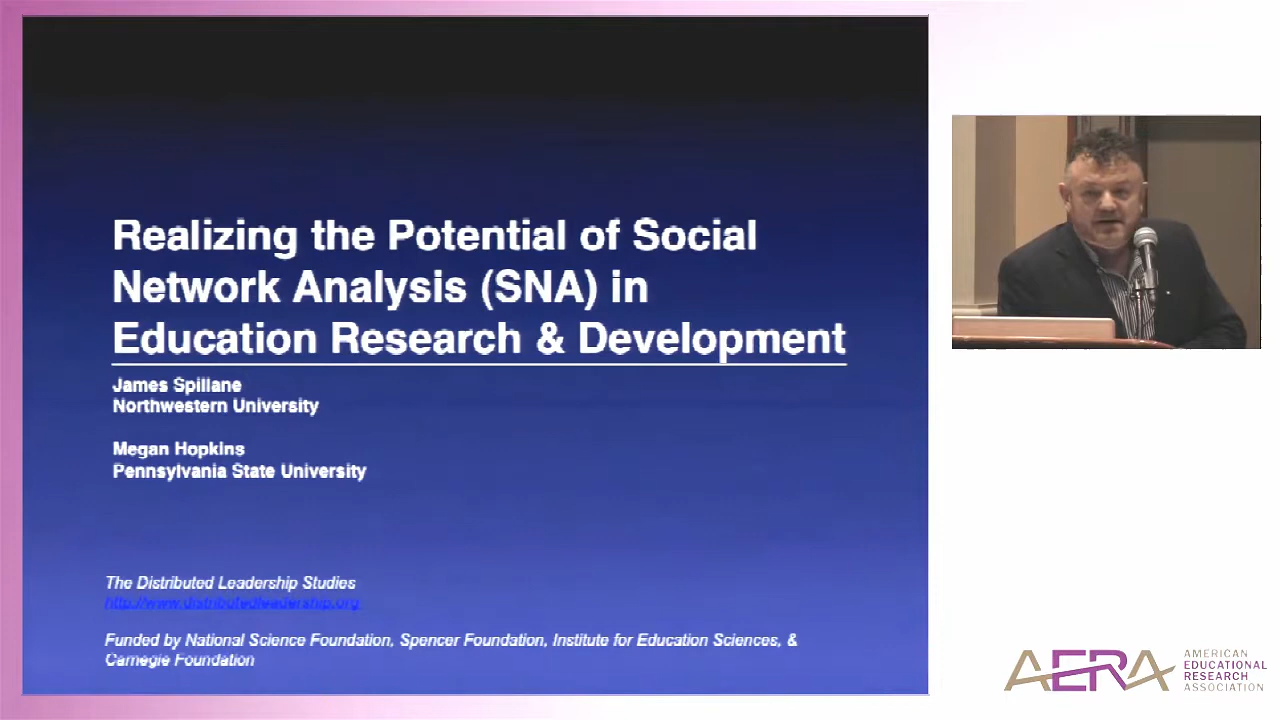 Realizing the Potential of Social
Network Analysis (SNA) in
Education Research & Development
James Spillane
Northwestern University
Megan Hopkins
Pennsylvania State University
The Distributed Leadership Studies
http://www.distributedleadership.org
Funded by National Science Foundation, Spencer Foundation, Institute for Education Sciences, &
Carnegie Foundation
AERA
AMERICAN
EDUCATIONAL
RESEARCH
ASSOCIATION